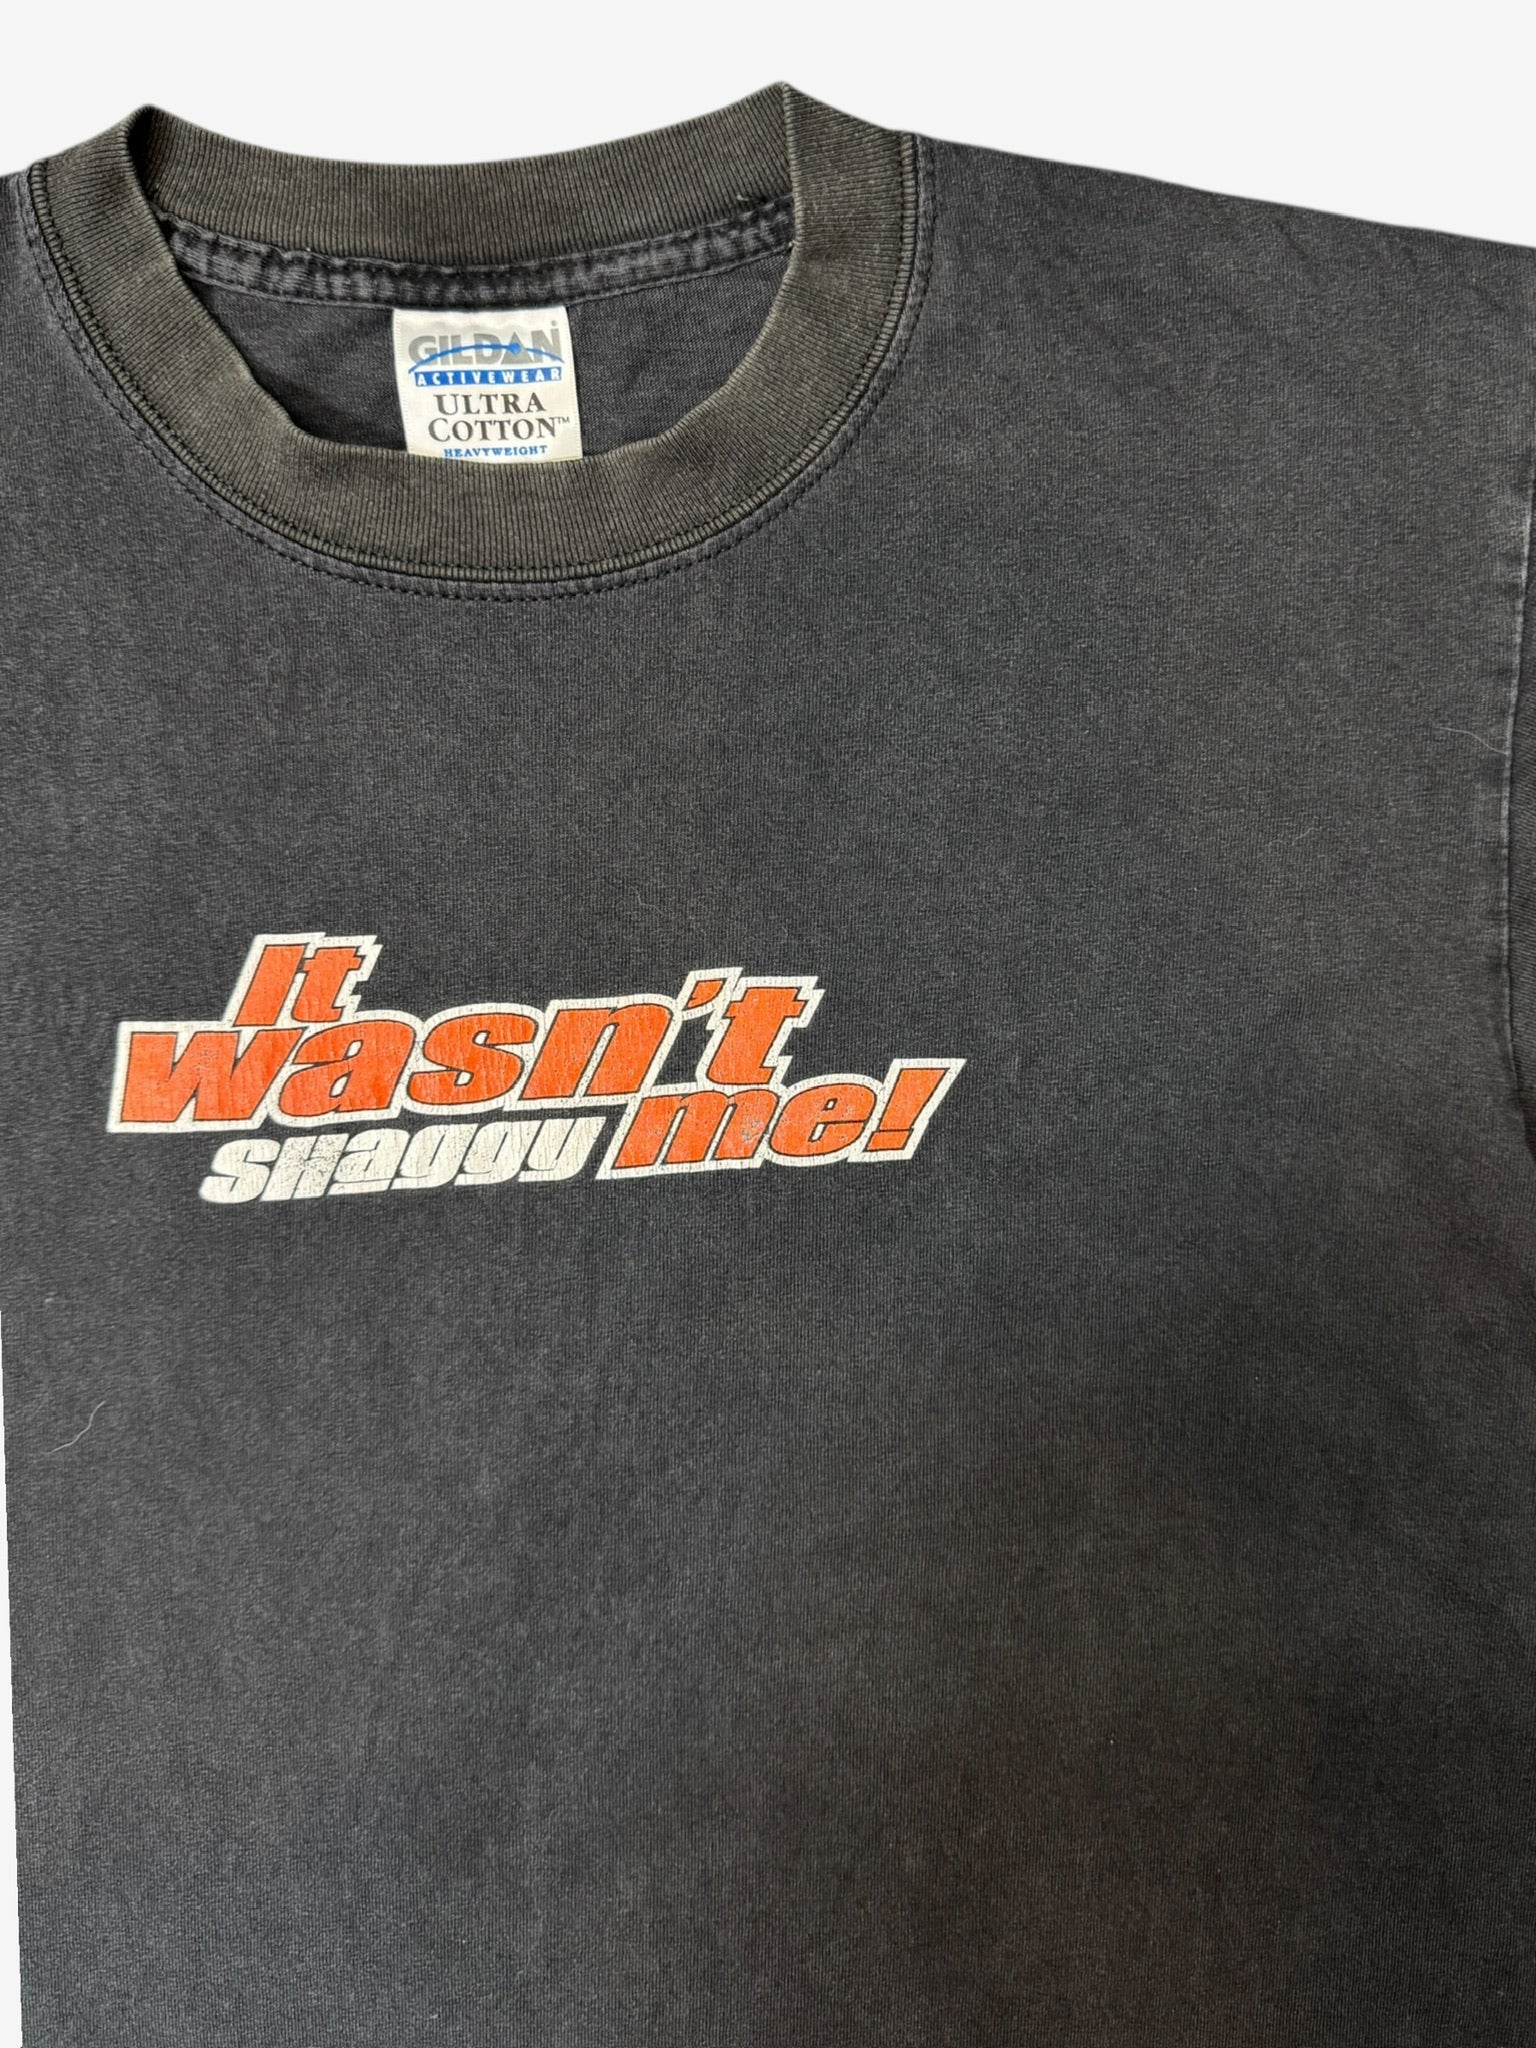 GILDAN®
ACTIVEWEAR
ULTRA
COTTON™
HEAVYWEIGHT
It
wasn't
me!
SHaggy